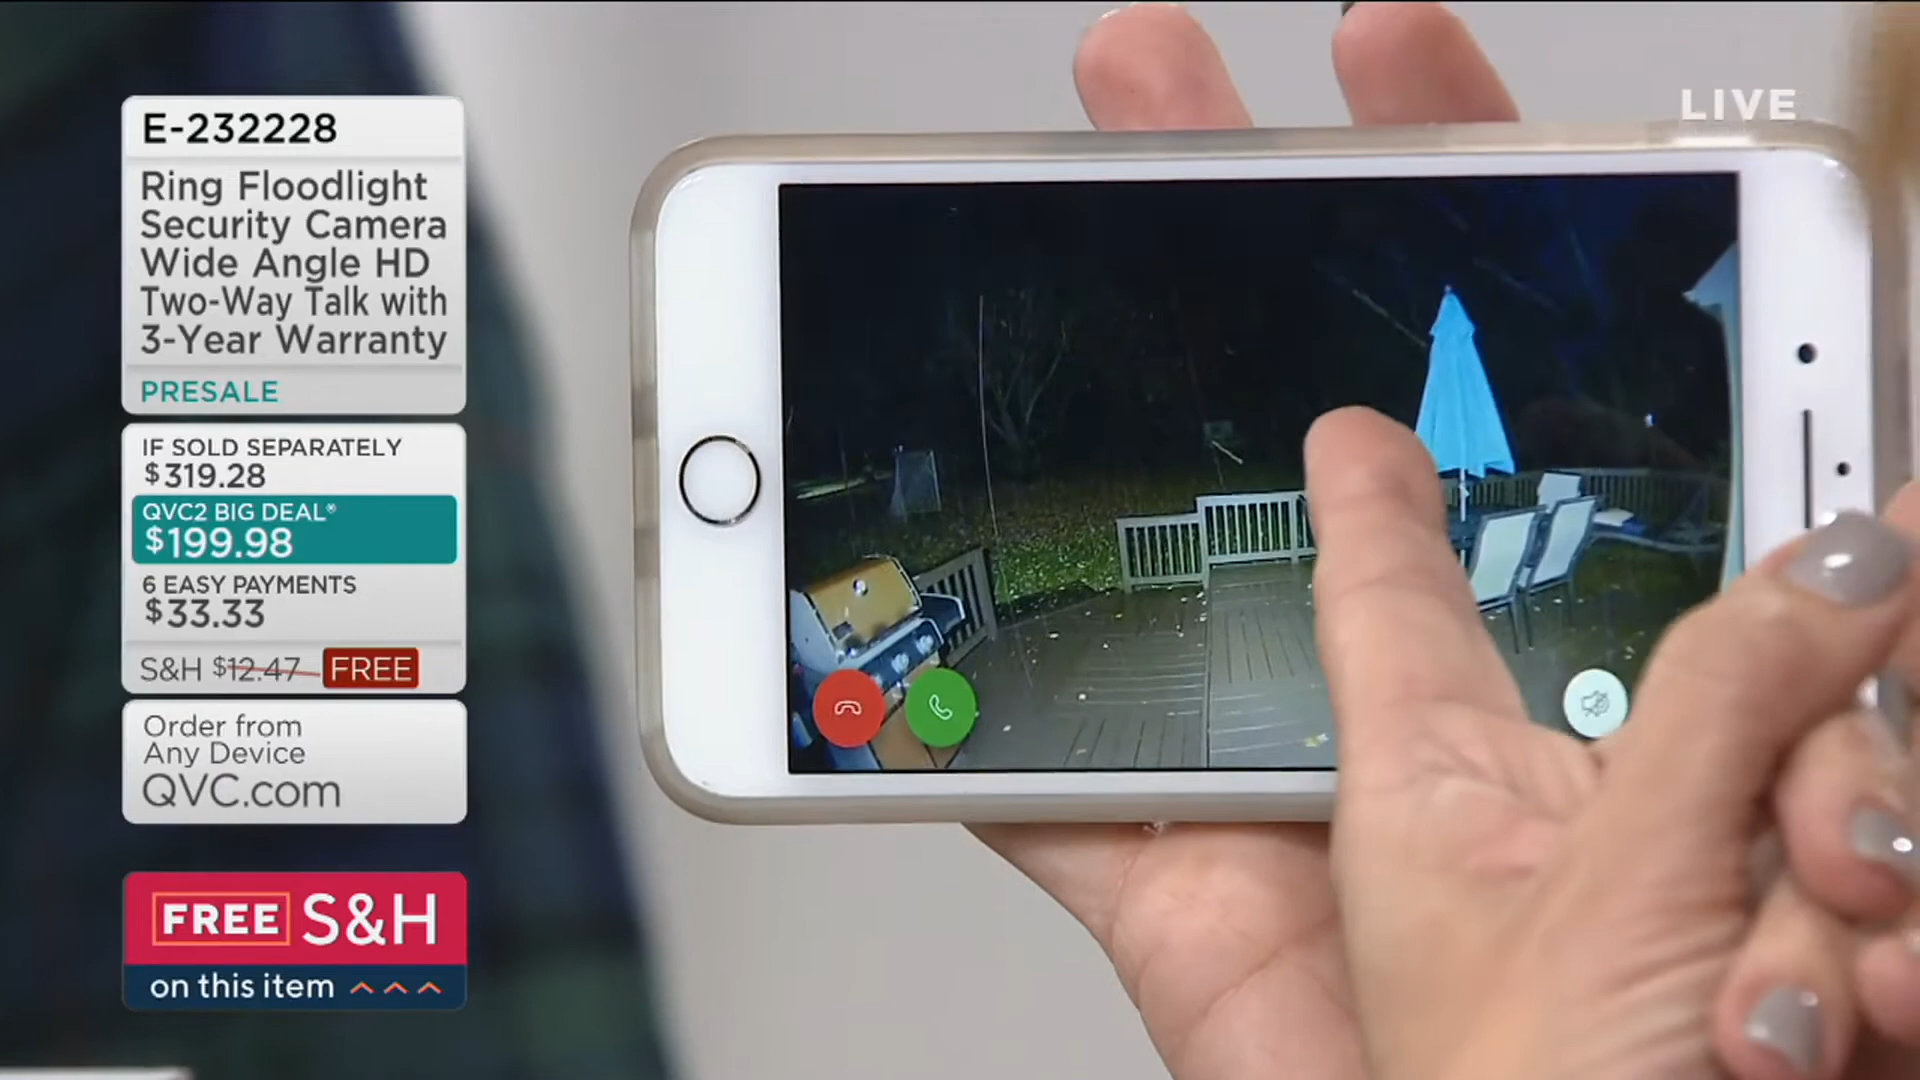 E-232228
Ring Floodlight
Security Camera
Wide Angle HD
Two-Way Talk with
3-Year Warranty
PRESALE
IF SOLD SEPARATELY
$319.28
QVC2 BIG DEAL®
$199.98
6 EASY PAYMENTS
$33.33
S&H $12.47 FREE
Order from
Any Device
QVC.com
FREE S&H
on this item
LIVE